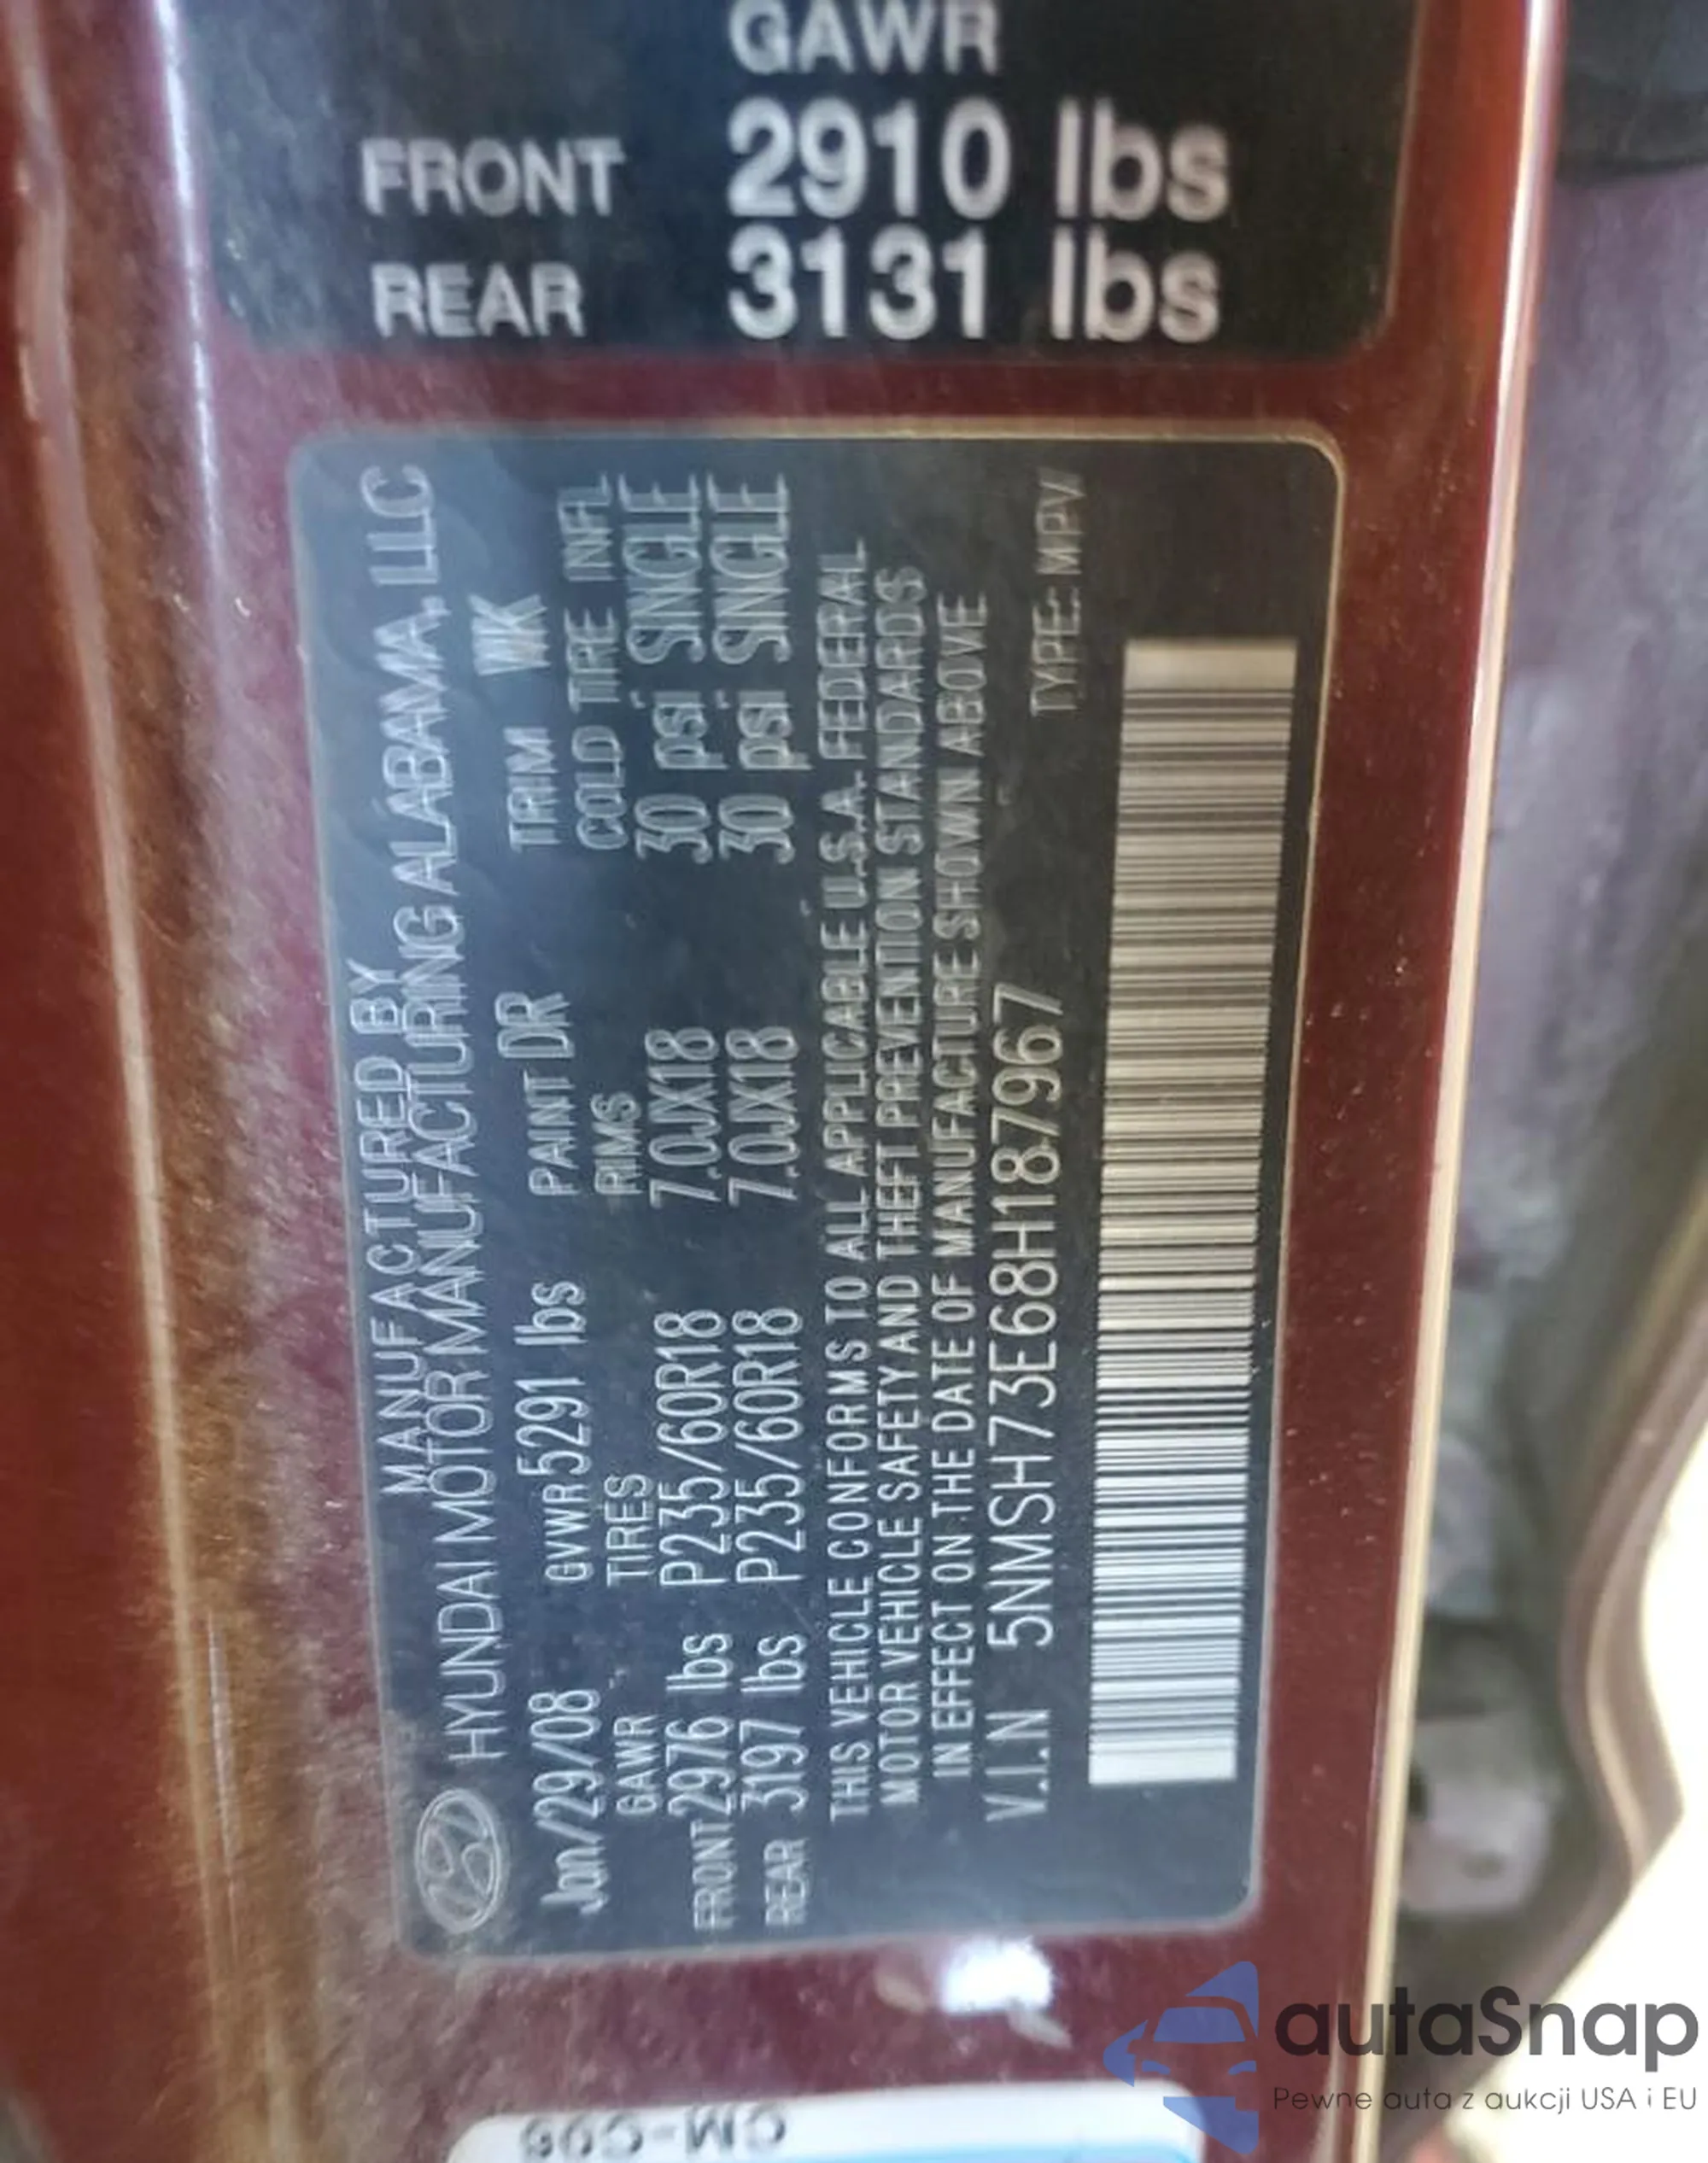 GAWR
FRONT 2910 lbs
REAR 3131 lbs
MANUFACTURED BY
HYUNDAI MOTOR MANUFACTURING ALABAMA, LLC
Jan/29/08 GVWR 5291 lbs PAINT DR TRIM WK
GAWR TIRES RIMS COLD TIRE INFL
FRONT 2976 lbs P235/60R18 7.0JX18 30 psi SINGLE
REAR 3197 lbs P235/60R18 7.0JX18 30 psi SINGLE
THIS VEHICLE CONFORMS TO ALL APPLICABLE U.S.A. FEDERAL
MOTOR VEHICLE SAFETY AND THEFT PREVENTION STANDARDS
IN EFFECT ON THE DATE OF MANUFACTURE SHOWN ABOVE
V.I.N 5NMSH73E68H187967 TYPE: MPV
autaSnap
Pewne auta z aukcji USA i EU